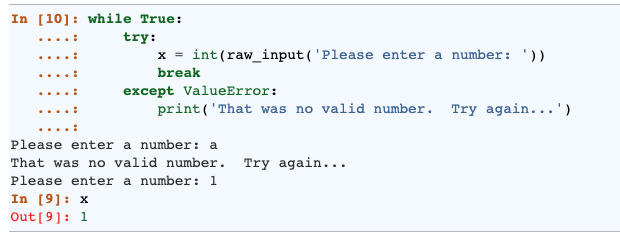 In [10]: while True:
   ....:     try:
   ....:         x = int(raw_input('Please enter a number: '))
   ....:         break
   ....:     except ValueError:
   ....:         print('That was no valid number.  Try again...')
   ....:
Please enter a number: a
That was no valid number.  Try again...
Please enter a number: 1
In [9]: x
Out[9]: 1